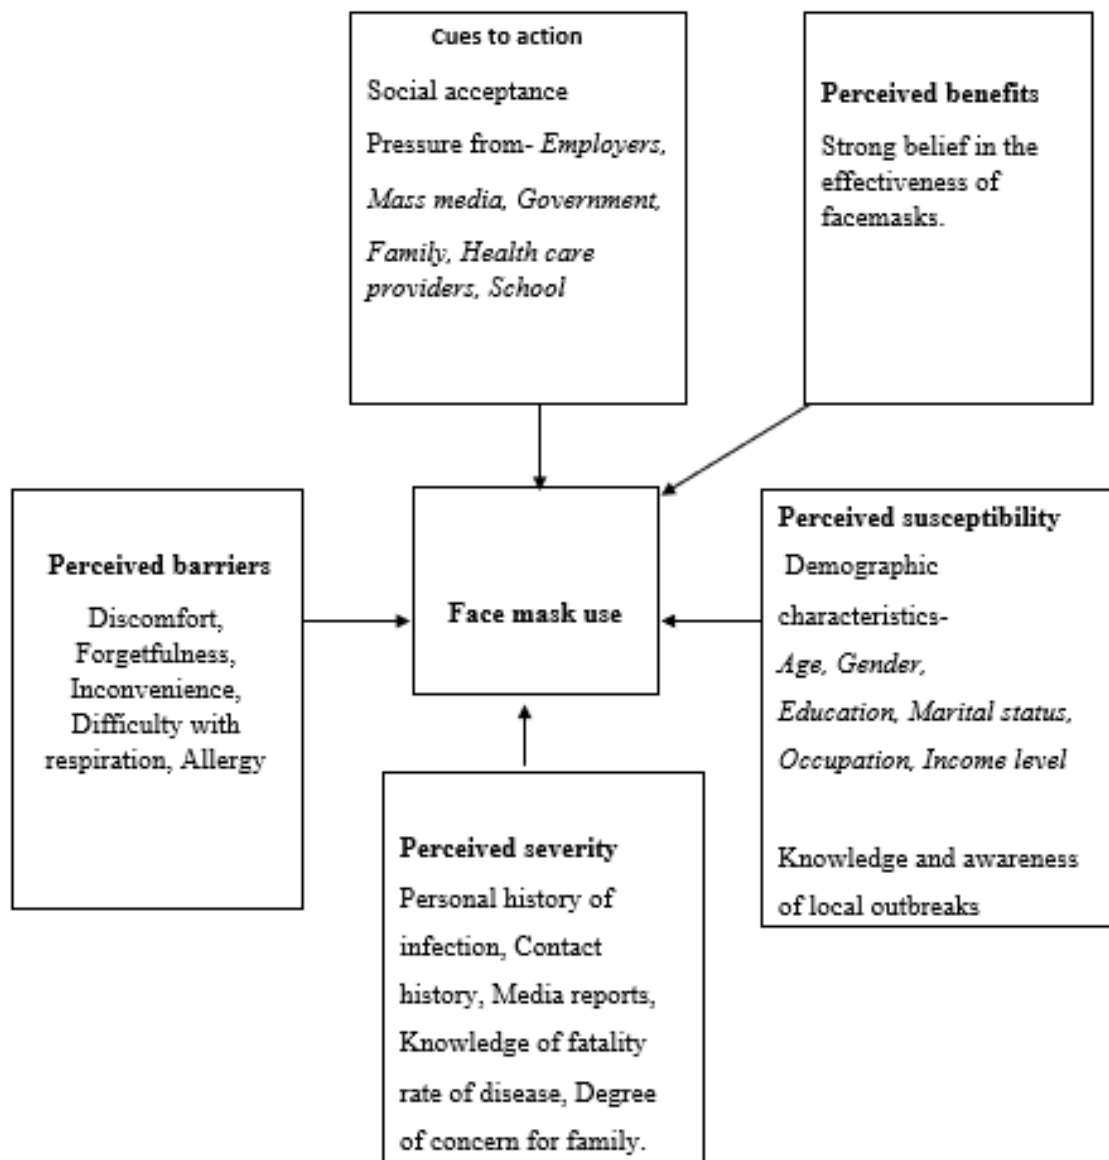 Cues to action
Social acceptance
Pressure from- Employers,
Mass media, Government,
Family, Health care
providers, School
Perceived benefits
Strong belief in the
effectiveness of
facemasks.
Perceived barriers
Discomfort,
Forgetfulness,
Inconvenience,
Difficulty with
respiration, Allergy
Face mask use
Perceived susceptibility
Demographic
characteristics-
Age, Gender,
Education, Marital status,
Occupation, Income level
Knowledge and awareness
of local outbreaks
Perceived severity
Personal history of
infection, Contact
history, Media reports,
Knowledge of fatality
rate of disease, Degree
of concern for family.